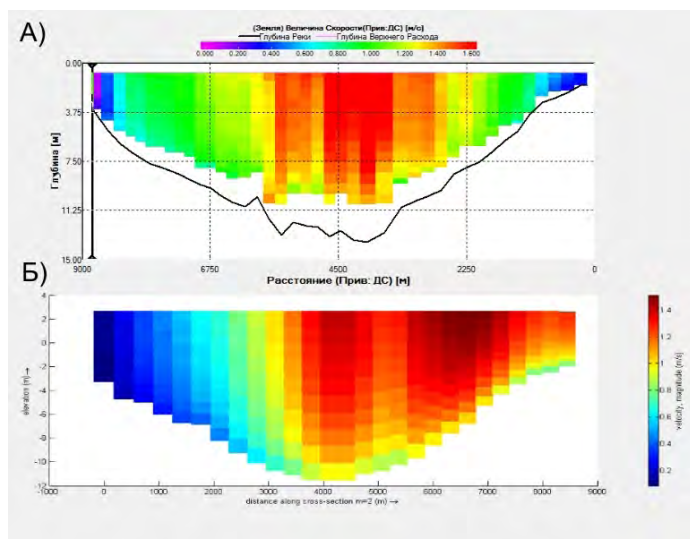 А)
(Земля) Величина Скорости(Прив:ДС) [м/с]
Глубина Реки Глубина Верхнего Расхода
0.000 0.200 0.400 0.600 0.800 1.000 1.200 1.400 1.600
0.00
3.75
7.50
11.25
15.00
Глубина [м]
9000 6750 4500 2250 0
Расстояние (Прив: ДС) [м]
Б)
4
2
0
-2
-4
-6
-8
-10
-12
elevation (m) →
-1000 0 1000 2000 3000 4000 5000 6000 7000 8000 9000
distance along cross-section m=2 (m) →
1.4
1.2
1
0.8
0.6
0.4
0.2
velocity, magnitude (m/s)